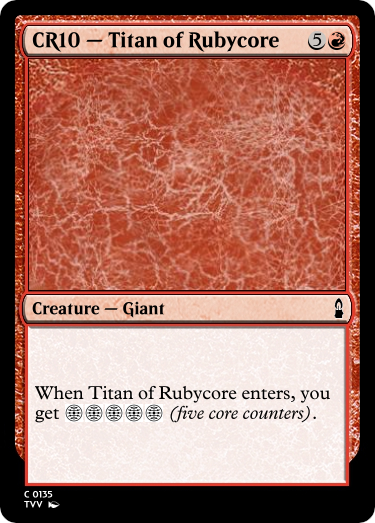 CR10 — Titan of Rubycore 5
Creature — Giant
When Titan of Rubycore enters, you
get (five core counters).
C 0135
TVV